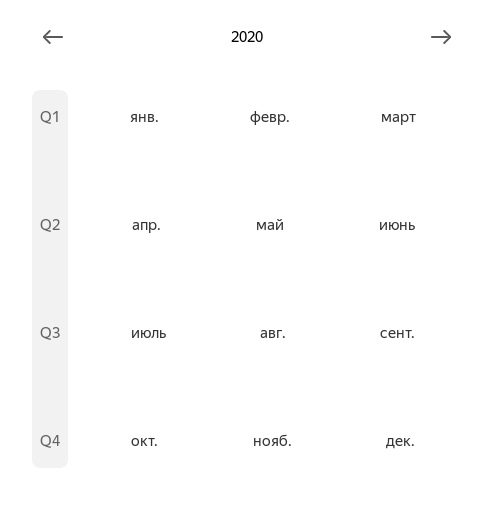 2020
Q1 янв. февр. март
Q2 апр. май июнь
Q3 июль авг. сент.
Q4 окт. нояб. дек.